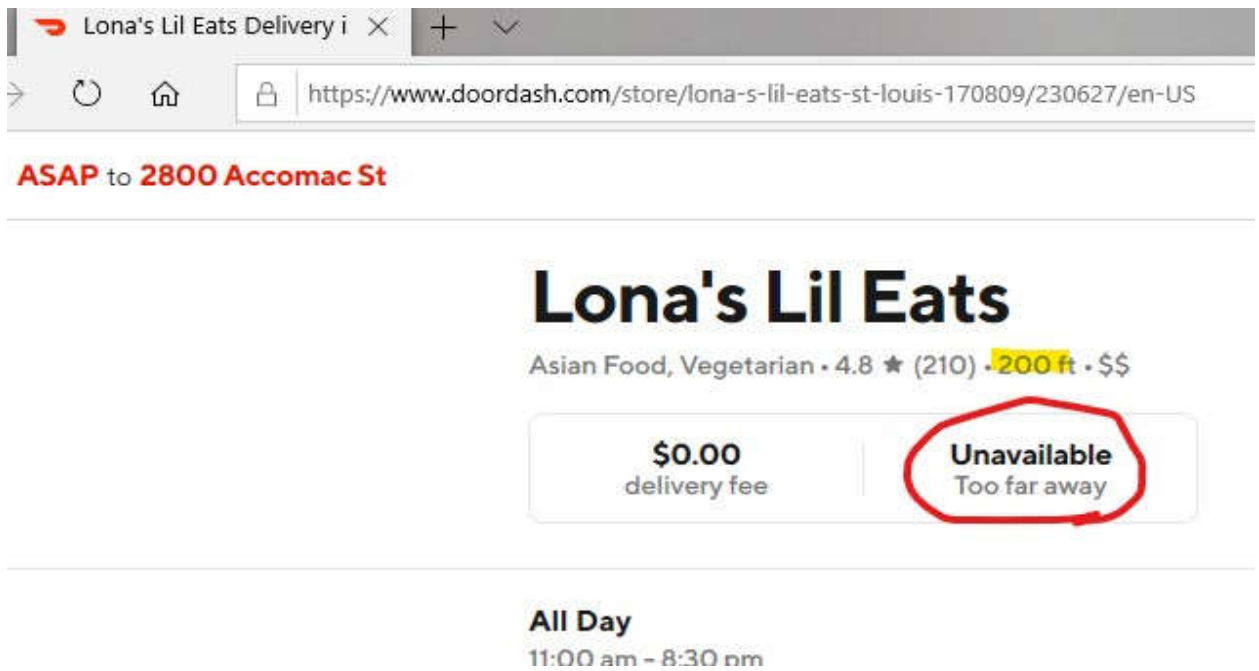 Lona's Lil Eats Delivery i
https://www.doordash.com/store/lona-s-lil-eats-st-louis-170809/230627/en-US
ASAP to 2800 Accomac St
Lona's Lil Eats
Asian Food, Vegetarian • 4.8 ★ (210) • 200 ft • $$
$0.00 Unavailable
delivery fee Too far away
All Day
11:00 am - 8:30 pm